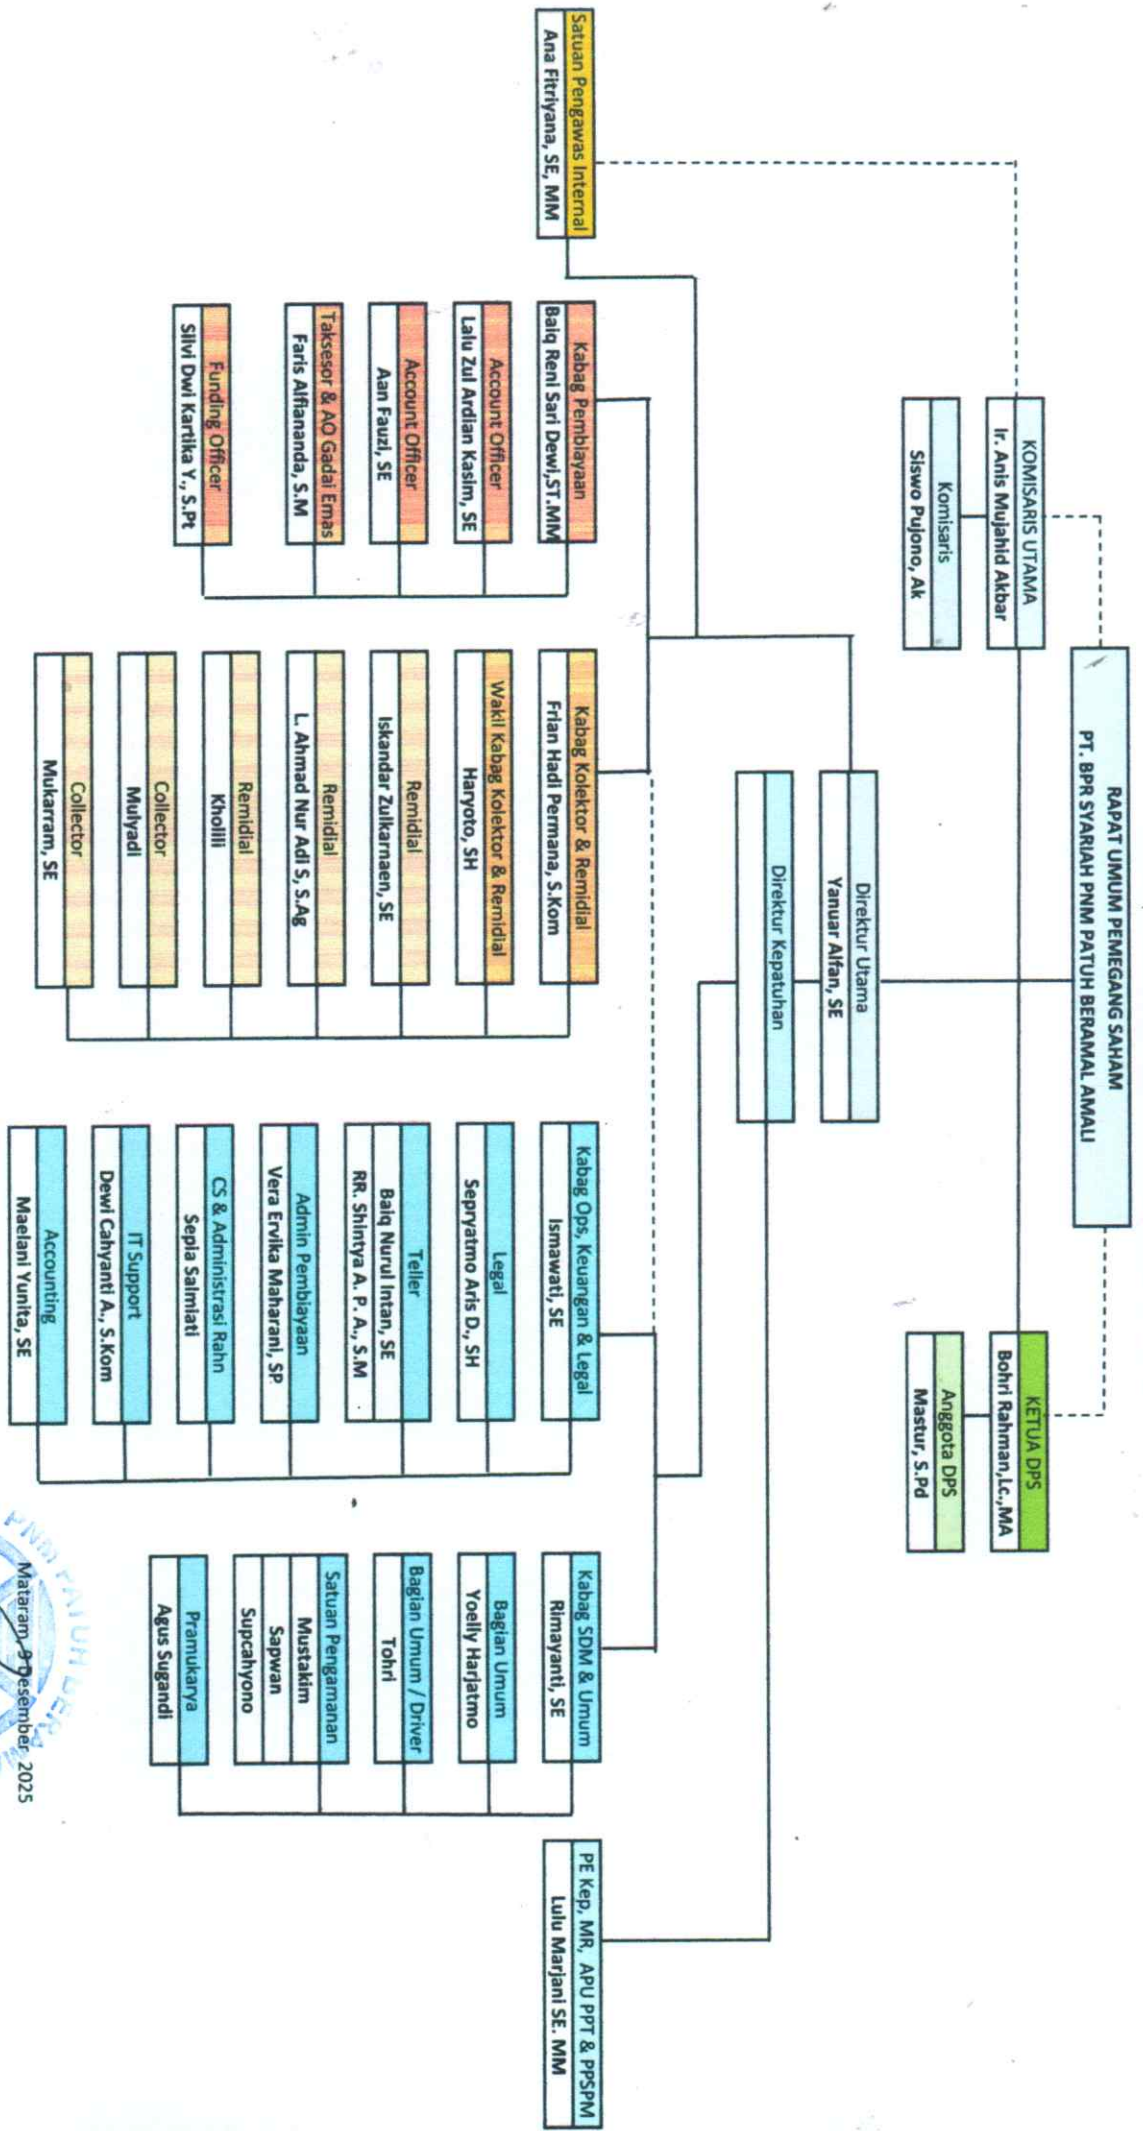 RAPAT UMUM PEMEGANG SAHAM
PT. BPR SYARIAH PNM PATUH BERAMAL AMALI
KOMISARIS UTAMA
Ir. Anis Mujahid Akbar
Komisaris
Siswo Pujono, Ak
KETUA DPS
Bohri Rahman,Lc.,MA
Anggota DPS
Mastur, S.Pd
Direktur Utama
Yanuar Alfan, SE
Direktur Kepatuhan
Satuan Pengawas Internal
Ana Fitriyana, SE, MM
Kabag Pembiayaan
Baiq Reni Sari Dewi,ST.MM
Account Officer
Lalu Zul Ardian Kasim, SE
Account Officer
Aan Fauzi, SE
Taksesor & AO Gadai Emas
Faris Alfiananda, S.M
Funding Officer
Silvi Dwi Kartika Y., S.Pt
Kabag Kolektor & Remidial
Frian Hadi Permana, S.Kom
Wakil Kabag Kolektor & Remidial
Haryoto, SH
Remidial
Iskandar Zulkarnaen, SE
Remidial
L. Ahmad Nur Adi S, S.Ag
Remidial
Kholili
Collector
Mulyadi
Collector
Mukarram, SE
Kabag Ops, Keuangan & Legal
Ismawati, SE
Legal
Sepryatmo Aris D., SH
Teller
Baiq Nurul Intan, SE
RR. Shintya A. P. A., S.M
Admin Pembiayaan
Vera Ervika Maharani, SP.
CS & Administrasi Rahn
Sepia Salmiati
IT Support
Dewi Cahyanti A., S.Kom
Accounting
Maelani Yunita, SE
Kabag SDM & Umum
Rimayanti, SE
Bagian Umum
Yoelly Harjatmo
Bagian Umum / Driver
Tohri
Satuan Pengamanan
Mustakim
Sapwan
Supcahyono
Pramukarya
Agus Sugandi
PE Kep, MR, APU PPT & PPSPM
Lulu Marjani SE. MM
Mataram, 9 Desember 2025
PNM PATUH BERAMAL